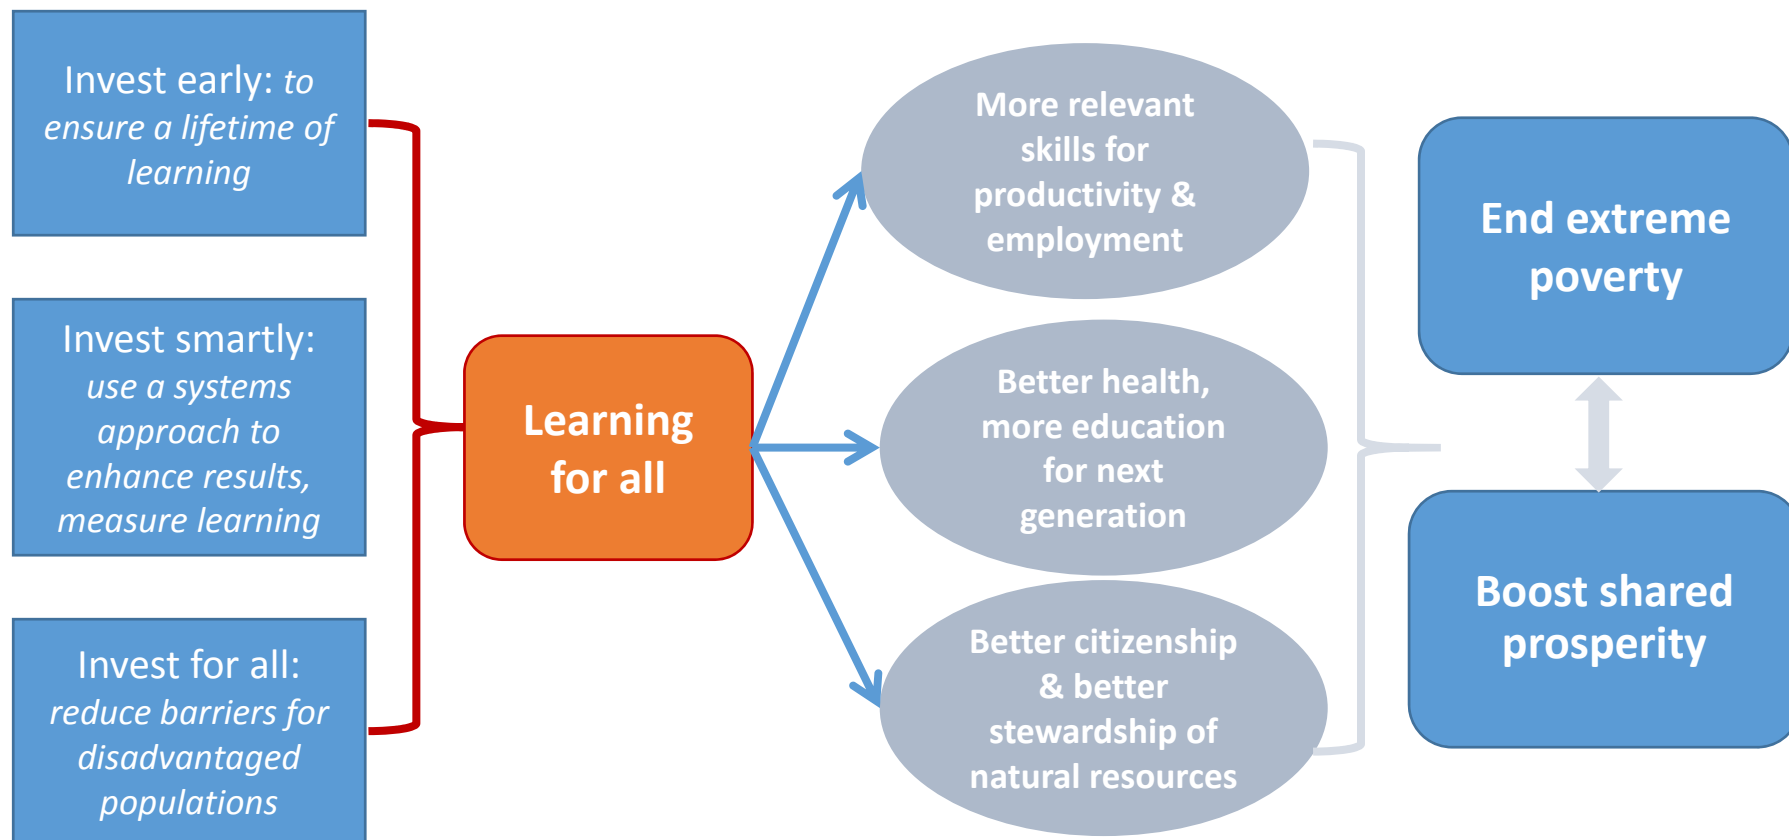 Invest early: to
ensure a lifetime of
learning
Invest smartly:
use a systems
approach to
enhance results,
measure learning
Invest for all:
reduce barriers for
disadvantaged
populations
Learning
for all
More relevant
skills for
productivity &
employment
Better health,
more education
for next
generation
Better citizenship
& better
stewardship of
natural resources
End extreme
poverty
Boost shared
prosperity